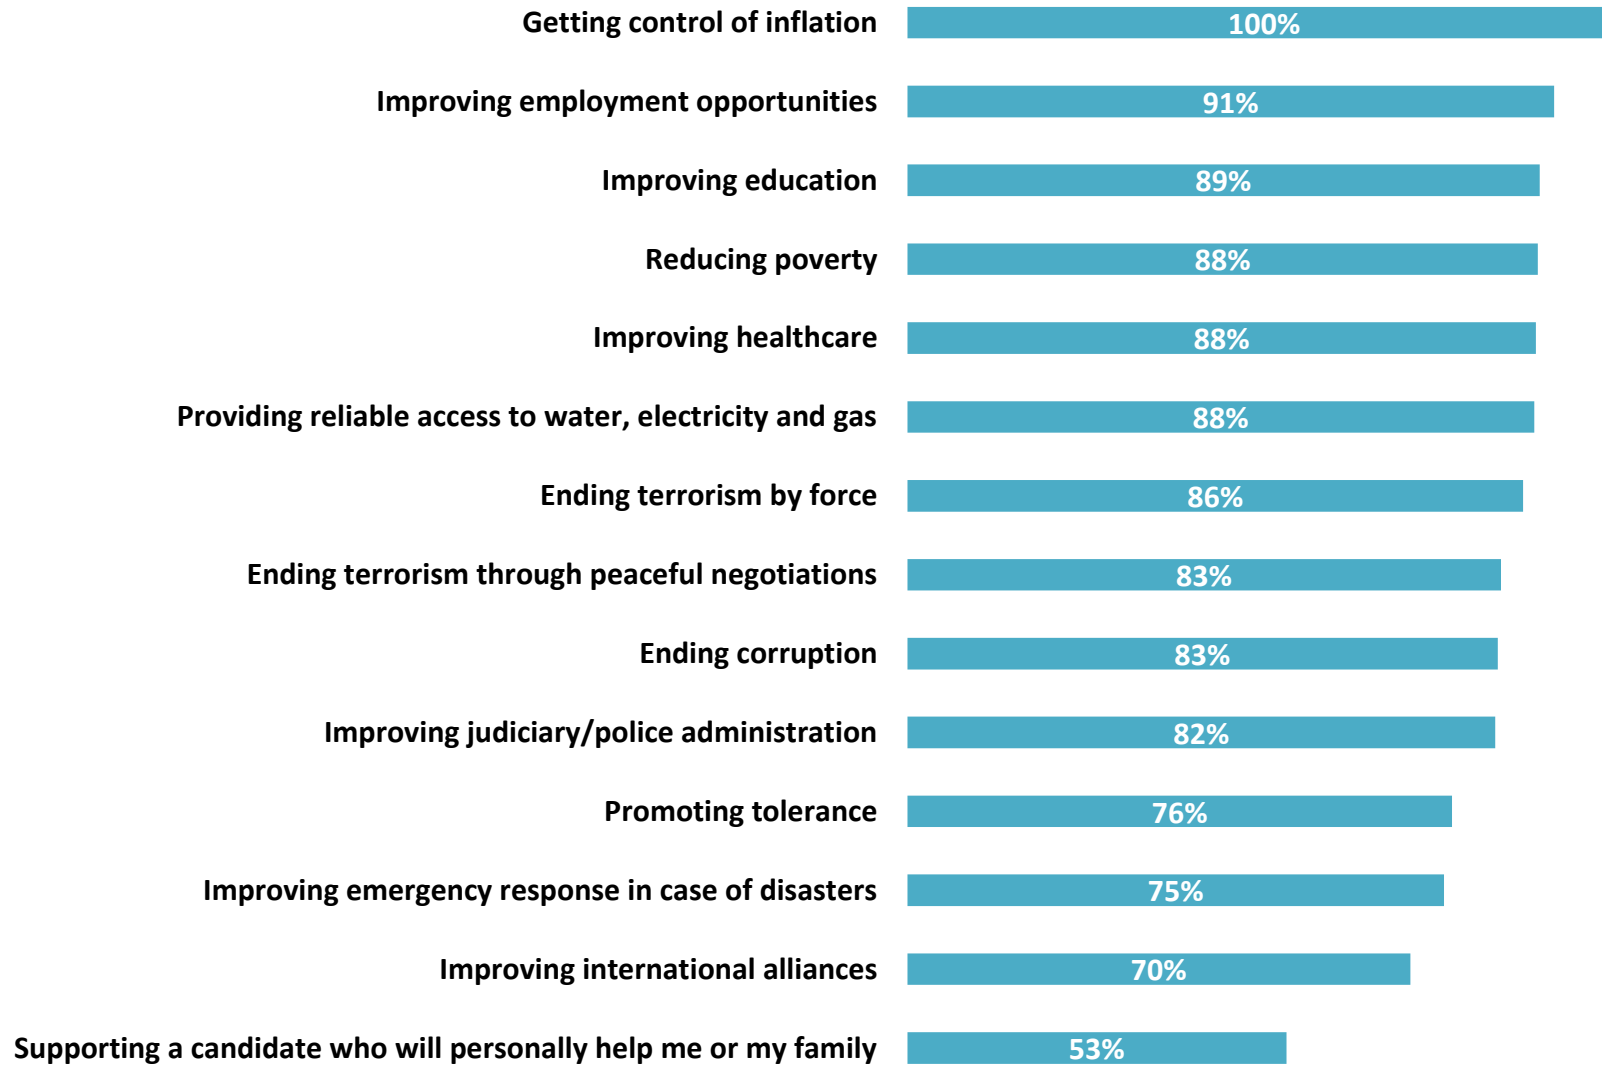 Getting control of inflation 100%
Improving employment opportunities 91%
Improving education 89%
Reducing poverty 88%
Improving healthcare 88%
Providing reliable access to water, electricity and gas 88%
Ending terrorism by force 86%
Ending terrorism through peaceful negotiations 83%
Ending corruption 83%
Improving judiciary/police administration 82%
Promoting tolerance 76%
Improving emergency response in case of disasters 75%
Improving international alliances 70%
Supporting a candidate who will personally help me or my family 53%